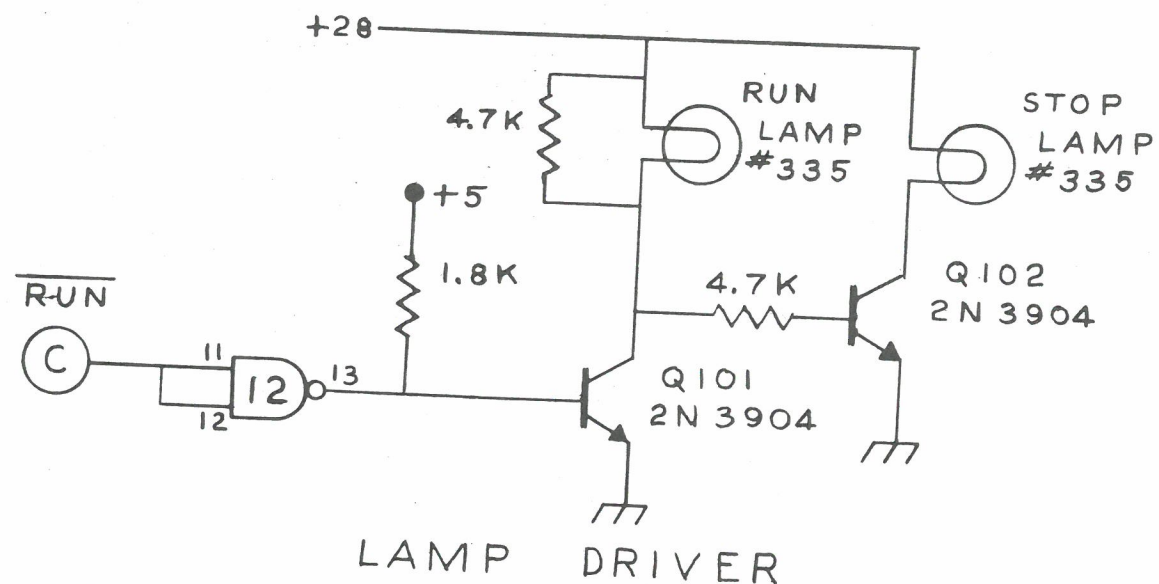 +28
RUN
LAMP
#335
STOP
LAMP
#335
4.7K
+5
1.8K
RUN
C
11
12
12
13
4.7K
Q101
2N3904
Q102
2N3904
LAMP DRIVER